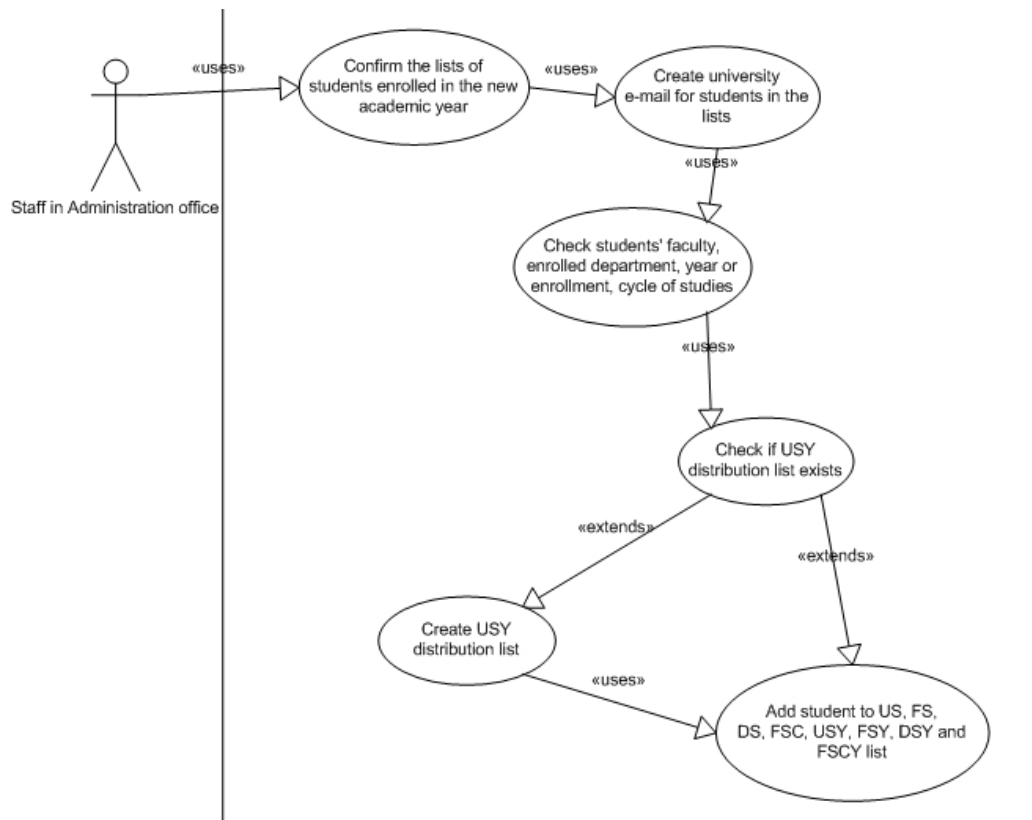 «uses»
Confirm the lists of
students enrolled in the new
academic year
«uses»
Create university
e-mail for students in the
lists
«uses»
Staff in Administration office
Check students' faculty,
enrolled department, year or
enrollment, cycle of studies
«uses»
Check if USY
distribution list exists
«extends»
«extends»
Create USY
distribution list
«uses»
Add student to US, FS,
DS, FSC, USY, FSY, DSY and
FSCY list